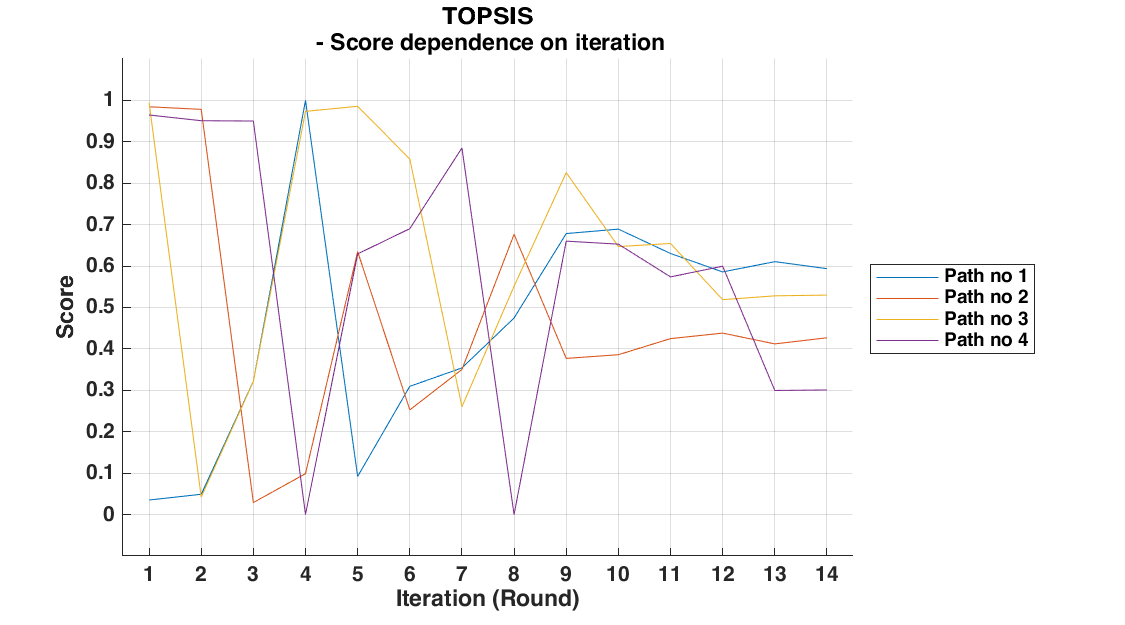 TOPSIS
- Score dependence on iteration
1
0.9
0.8
0.7
0.6
0.5
0.4
0.3
0.2
0.1
0
Score
1 2 3 4 5 6 7 8 9 10 11 12 13 14
Iteration (Round)
Path no 1
Path no 2
Path no 3
Path no 4